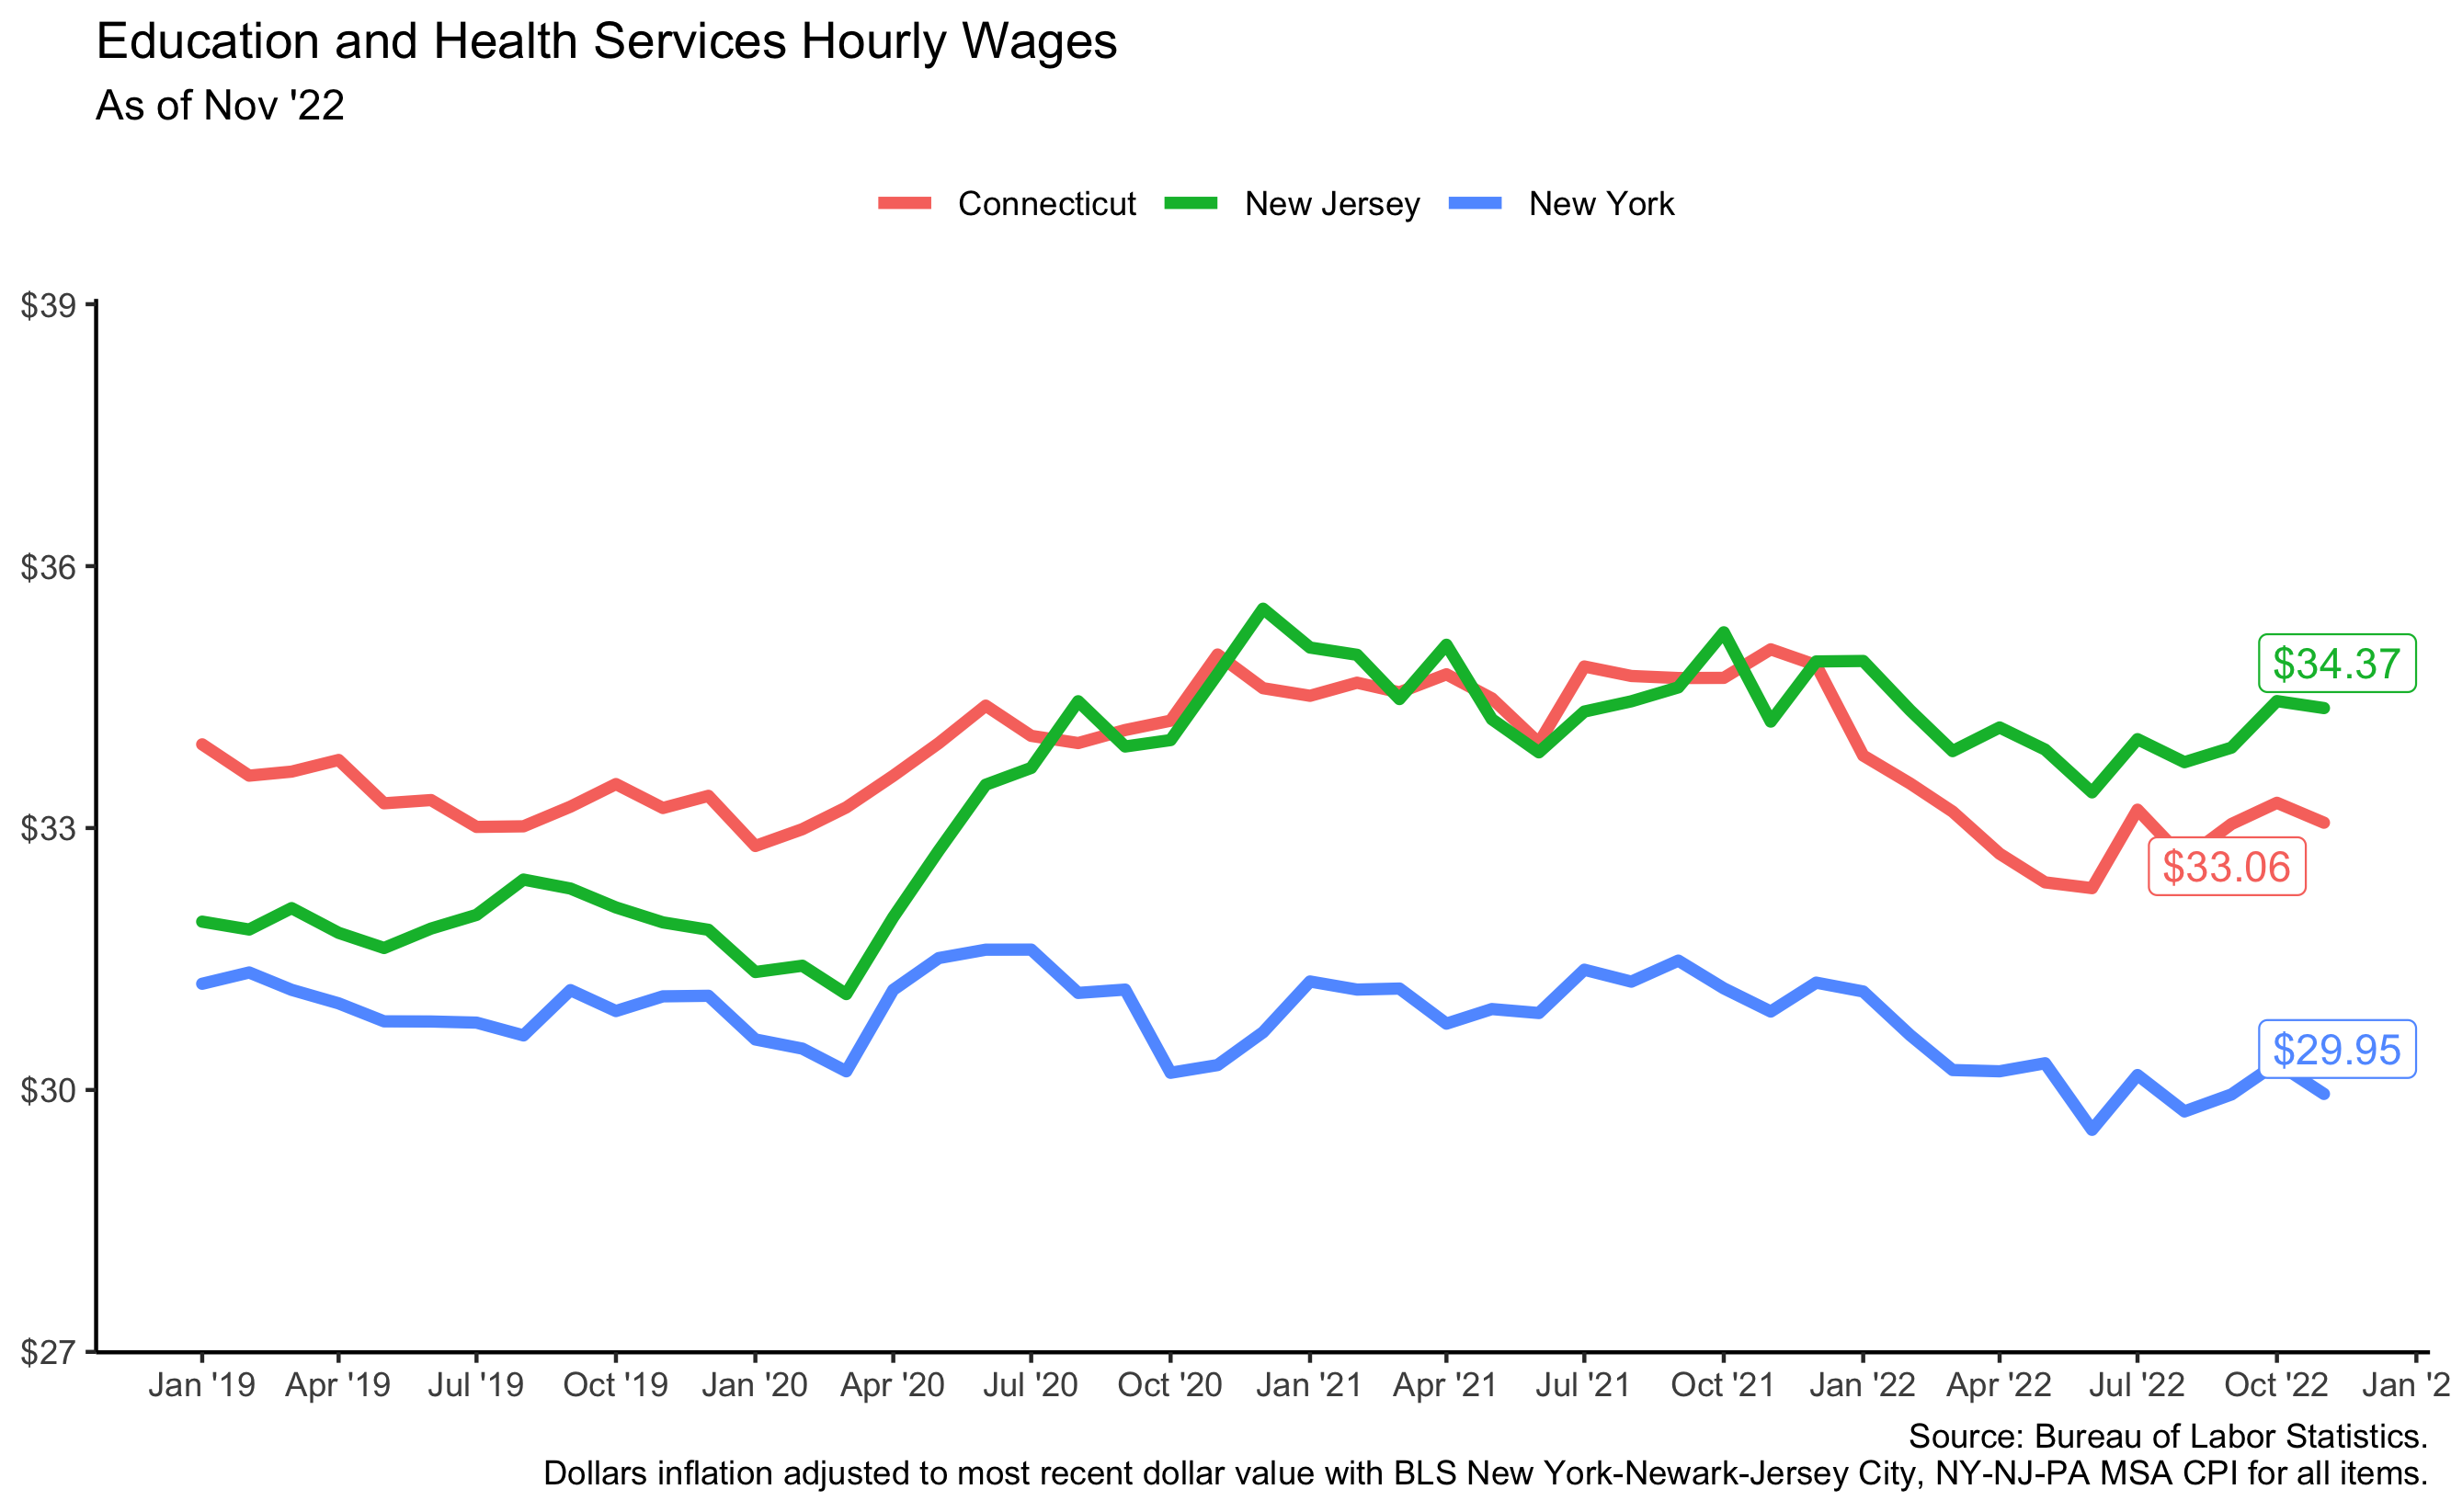 Education and Health Services Hourly Wages
As of Nov '22
Connecticut New Jersey New York
$39
$36
$34.37
$33
$33.06
$30
$29.95
$27
Jan '19 Apr '19 Jul '19 Oct '19 Jan '20 Apr '20 Jul '20 Oct '20 Jan '21 Apr '21 Jul '21 Oct '21 Jan '22 Apr '22 Jul '22 Oct '22 Jan '2
Source: Bureau of Labor Statistics.
Dollars inflation adjusted to most recent dollar value with BLS New York-Newark-Jersey City, NY-NJ-PA MSA CPI for all items.